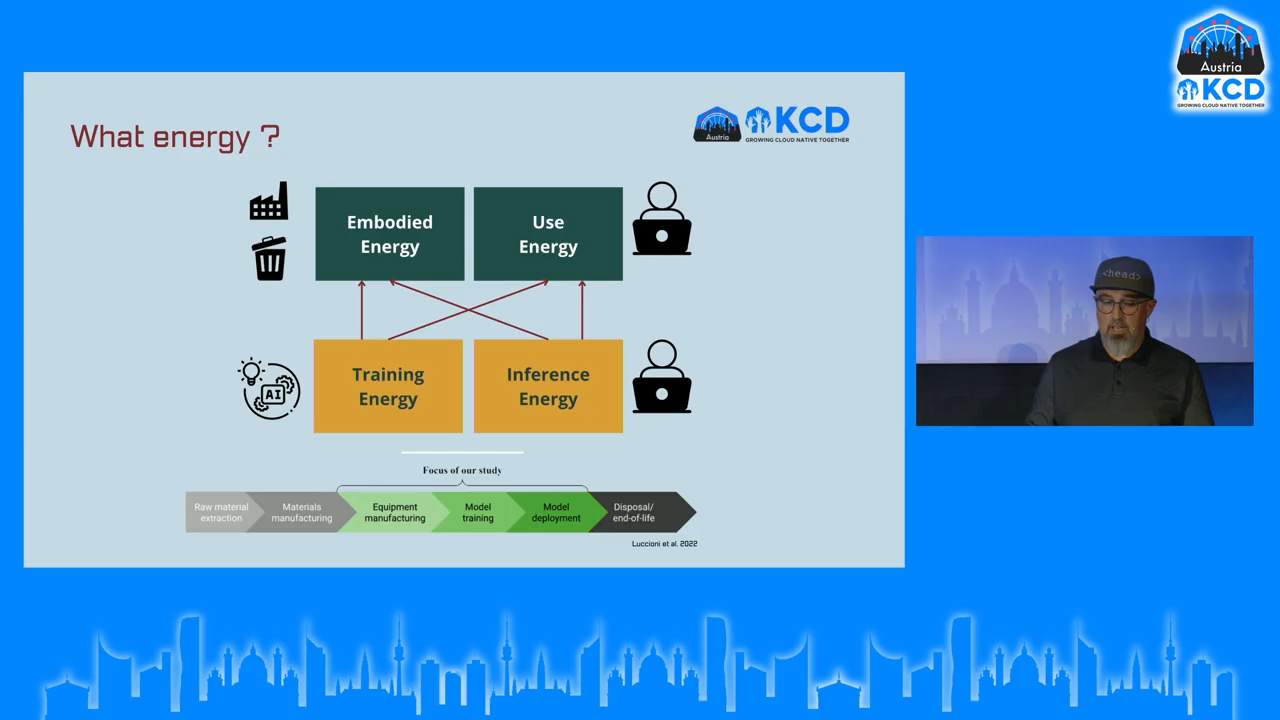 Austria
KCD
GROWING CLOUD NATIVE TOGETHER
What energy ?
Austria
KCD
GROWING CLOUD NATIVE TOGETHER
Embodied
Energy
Use
Energy
Training
Energy
Inference
Energy
AI
Focus of our study
Raw material
extraction
Materials
manufacturing
Equipment
manufacturing
Model
training
Model
deployment
Disposal/
end-of-life
Luccioni et al. 2022
<head>